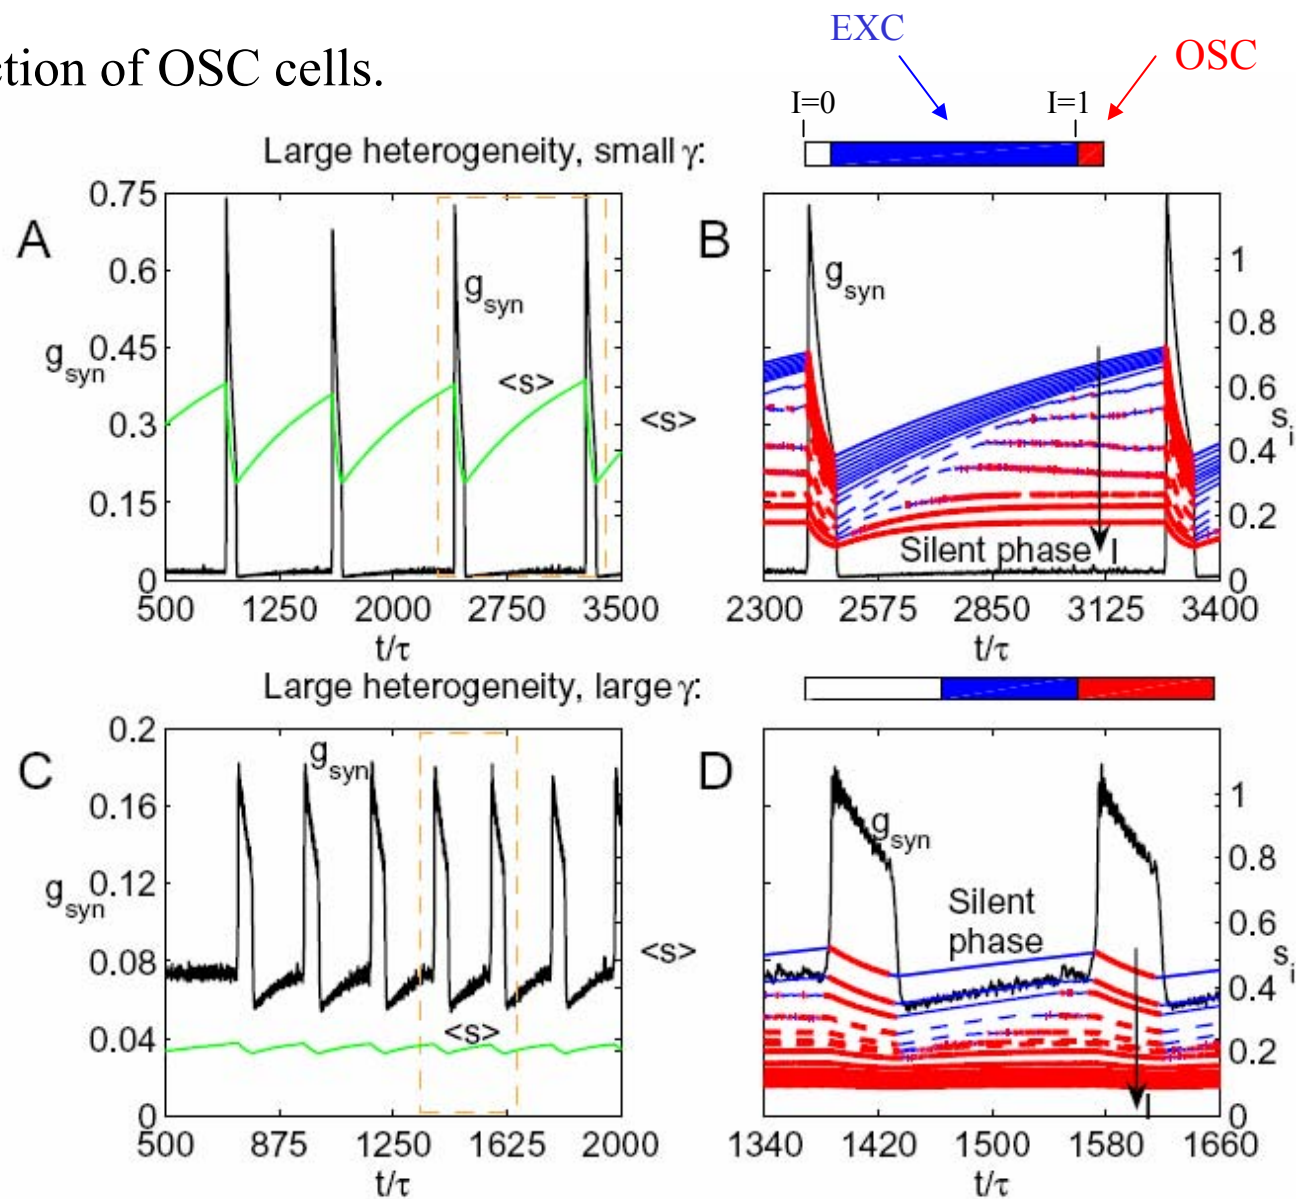 EXC
ction of OSC cells.
OSC
I=0
I=1
Large heterogeneity, small γ:
A
0.75
0.6
0.45
0.3
0.15
0
g_syn
g_syn
<s>
<s>
500 1250 2000 2750 3500
t/τ
B
g_syn
Silent phase
I
1
0.8
0.6
0.4
0.2
0
s_i
2300 2575 2850 3125 3400
t/τ
Large heterogeneity, large γ:
C
0.2
0.16
0.12
0.08
0.04
0
g_syn
g_syn
<s>
<s>
500 875 1250 1625 2000
t/τ
D
g_syn
Silent
phase
I
1
0.8
0.6
0.4
0.2
0
s_i
1340 1420 1500 1580 1660
t/τ